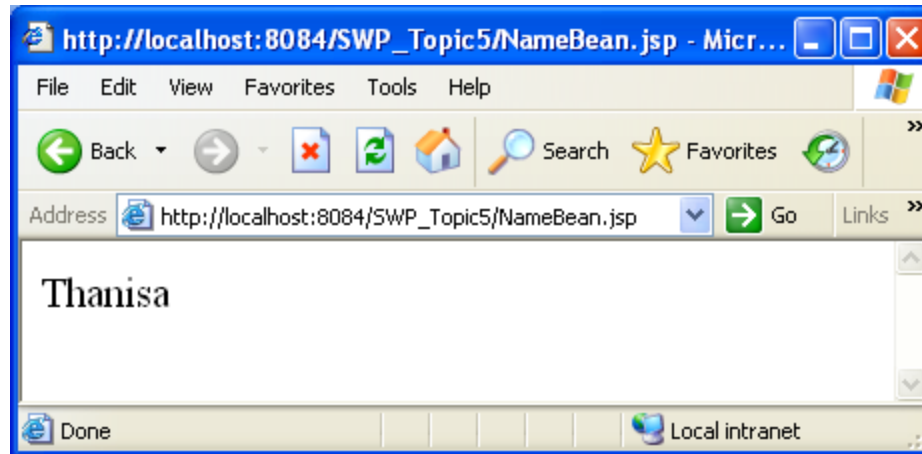 http://localhost:8084/SWP_Topic5/NameBean.jsp - Micr...
File Edit View Favorites Tools Help
Back Search Favorites »
Address http://localhost:8084/SWP_Topic5/NameBean.jsp Go Links »
Thanisa
Done Local intranet